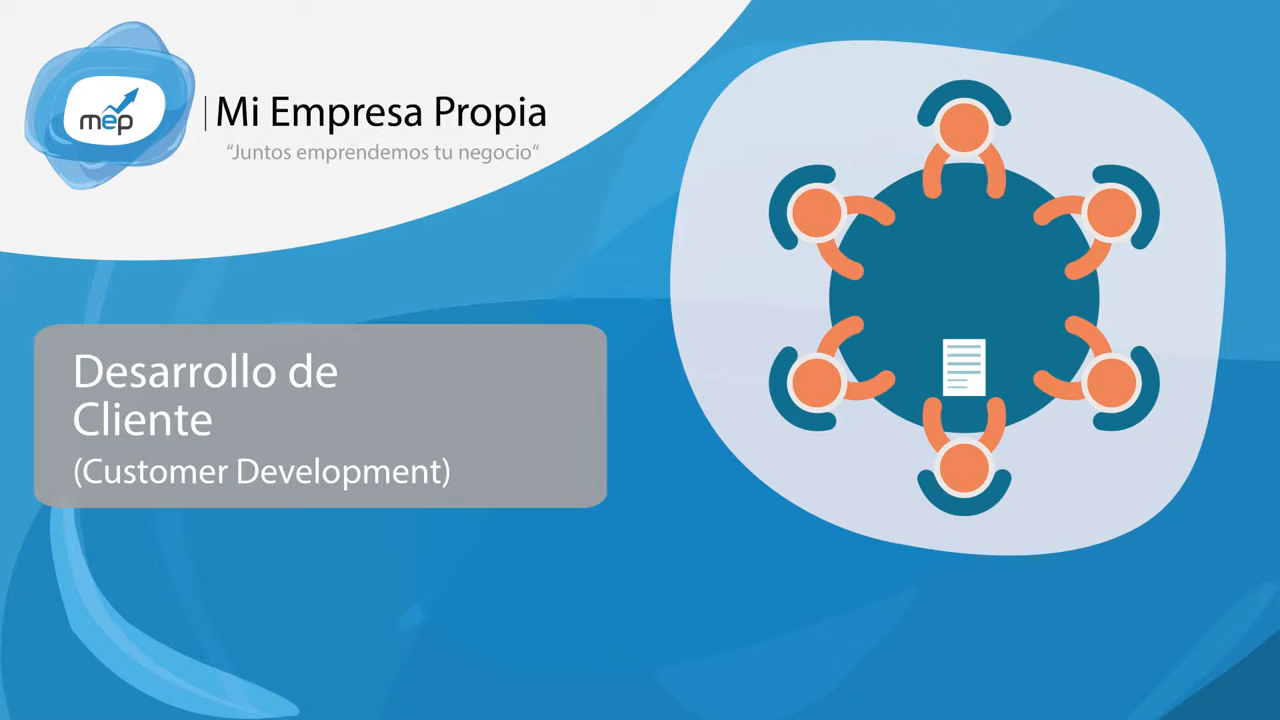 mep
Mi Empresa Propia
“Juntos emprendemos tu negocio“
Desarrollo de
Cliente
(Customer Development)